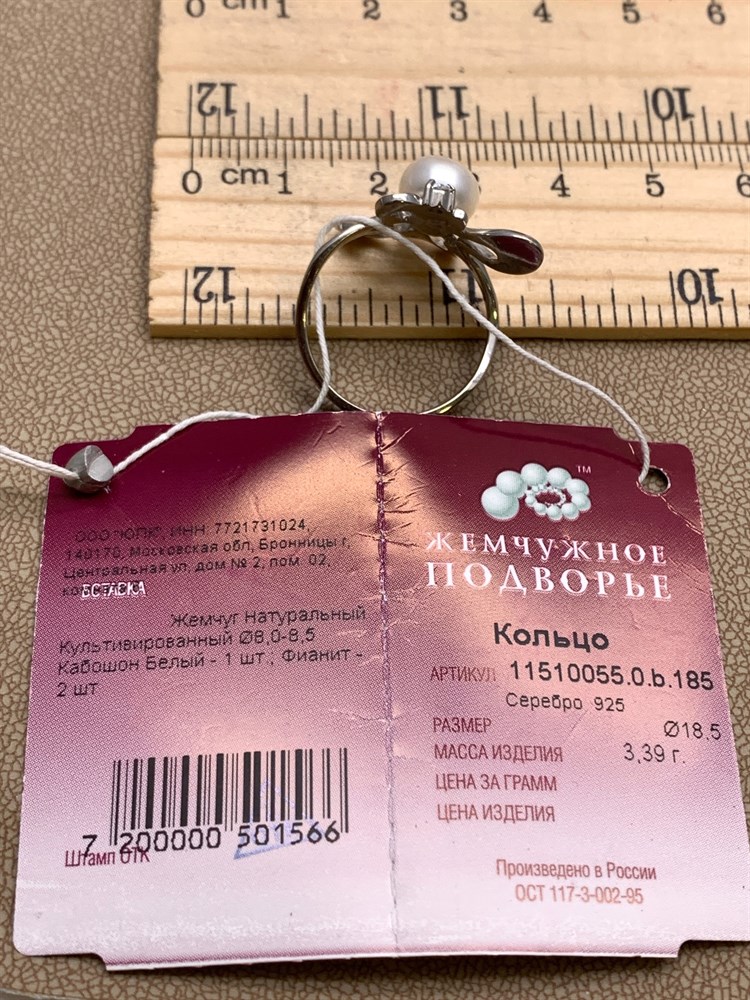 0 cm 1 2 3 4 5 6
12 11 10
0 cm 1 2 4 5 6
12 11 10
ООО "ЮПК", ИНН 7721731024,
140170, Московская обл, Бронницы г,
Центральная ул, дом № 2, пом. 02,
ВСТАВКА
Жемчуг Натуральный
Культивированный Ø8,0-8,5
Кабошон Белый - 1 шт., Фианит -
2 шт
7 200000 501566
Штамп ОТК
TM
ЖЕМЧУЖНОЕ
ПОДВОРЬЕ
Кольцо
АРТИКУЛ 11510055.0.b.185
Серебро 925
РАЗМЕР Ø18.5
МАССА ИЗДЕЛИЯ 3,39 г.
ЦЕНА ЗА ГРАММ
ЦЕНА ИЗДЕЛИЯ
Произведено в России
ОСТ 117-3-002-95